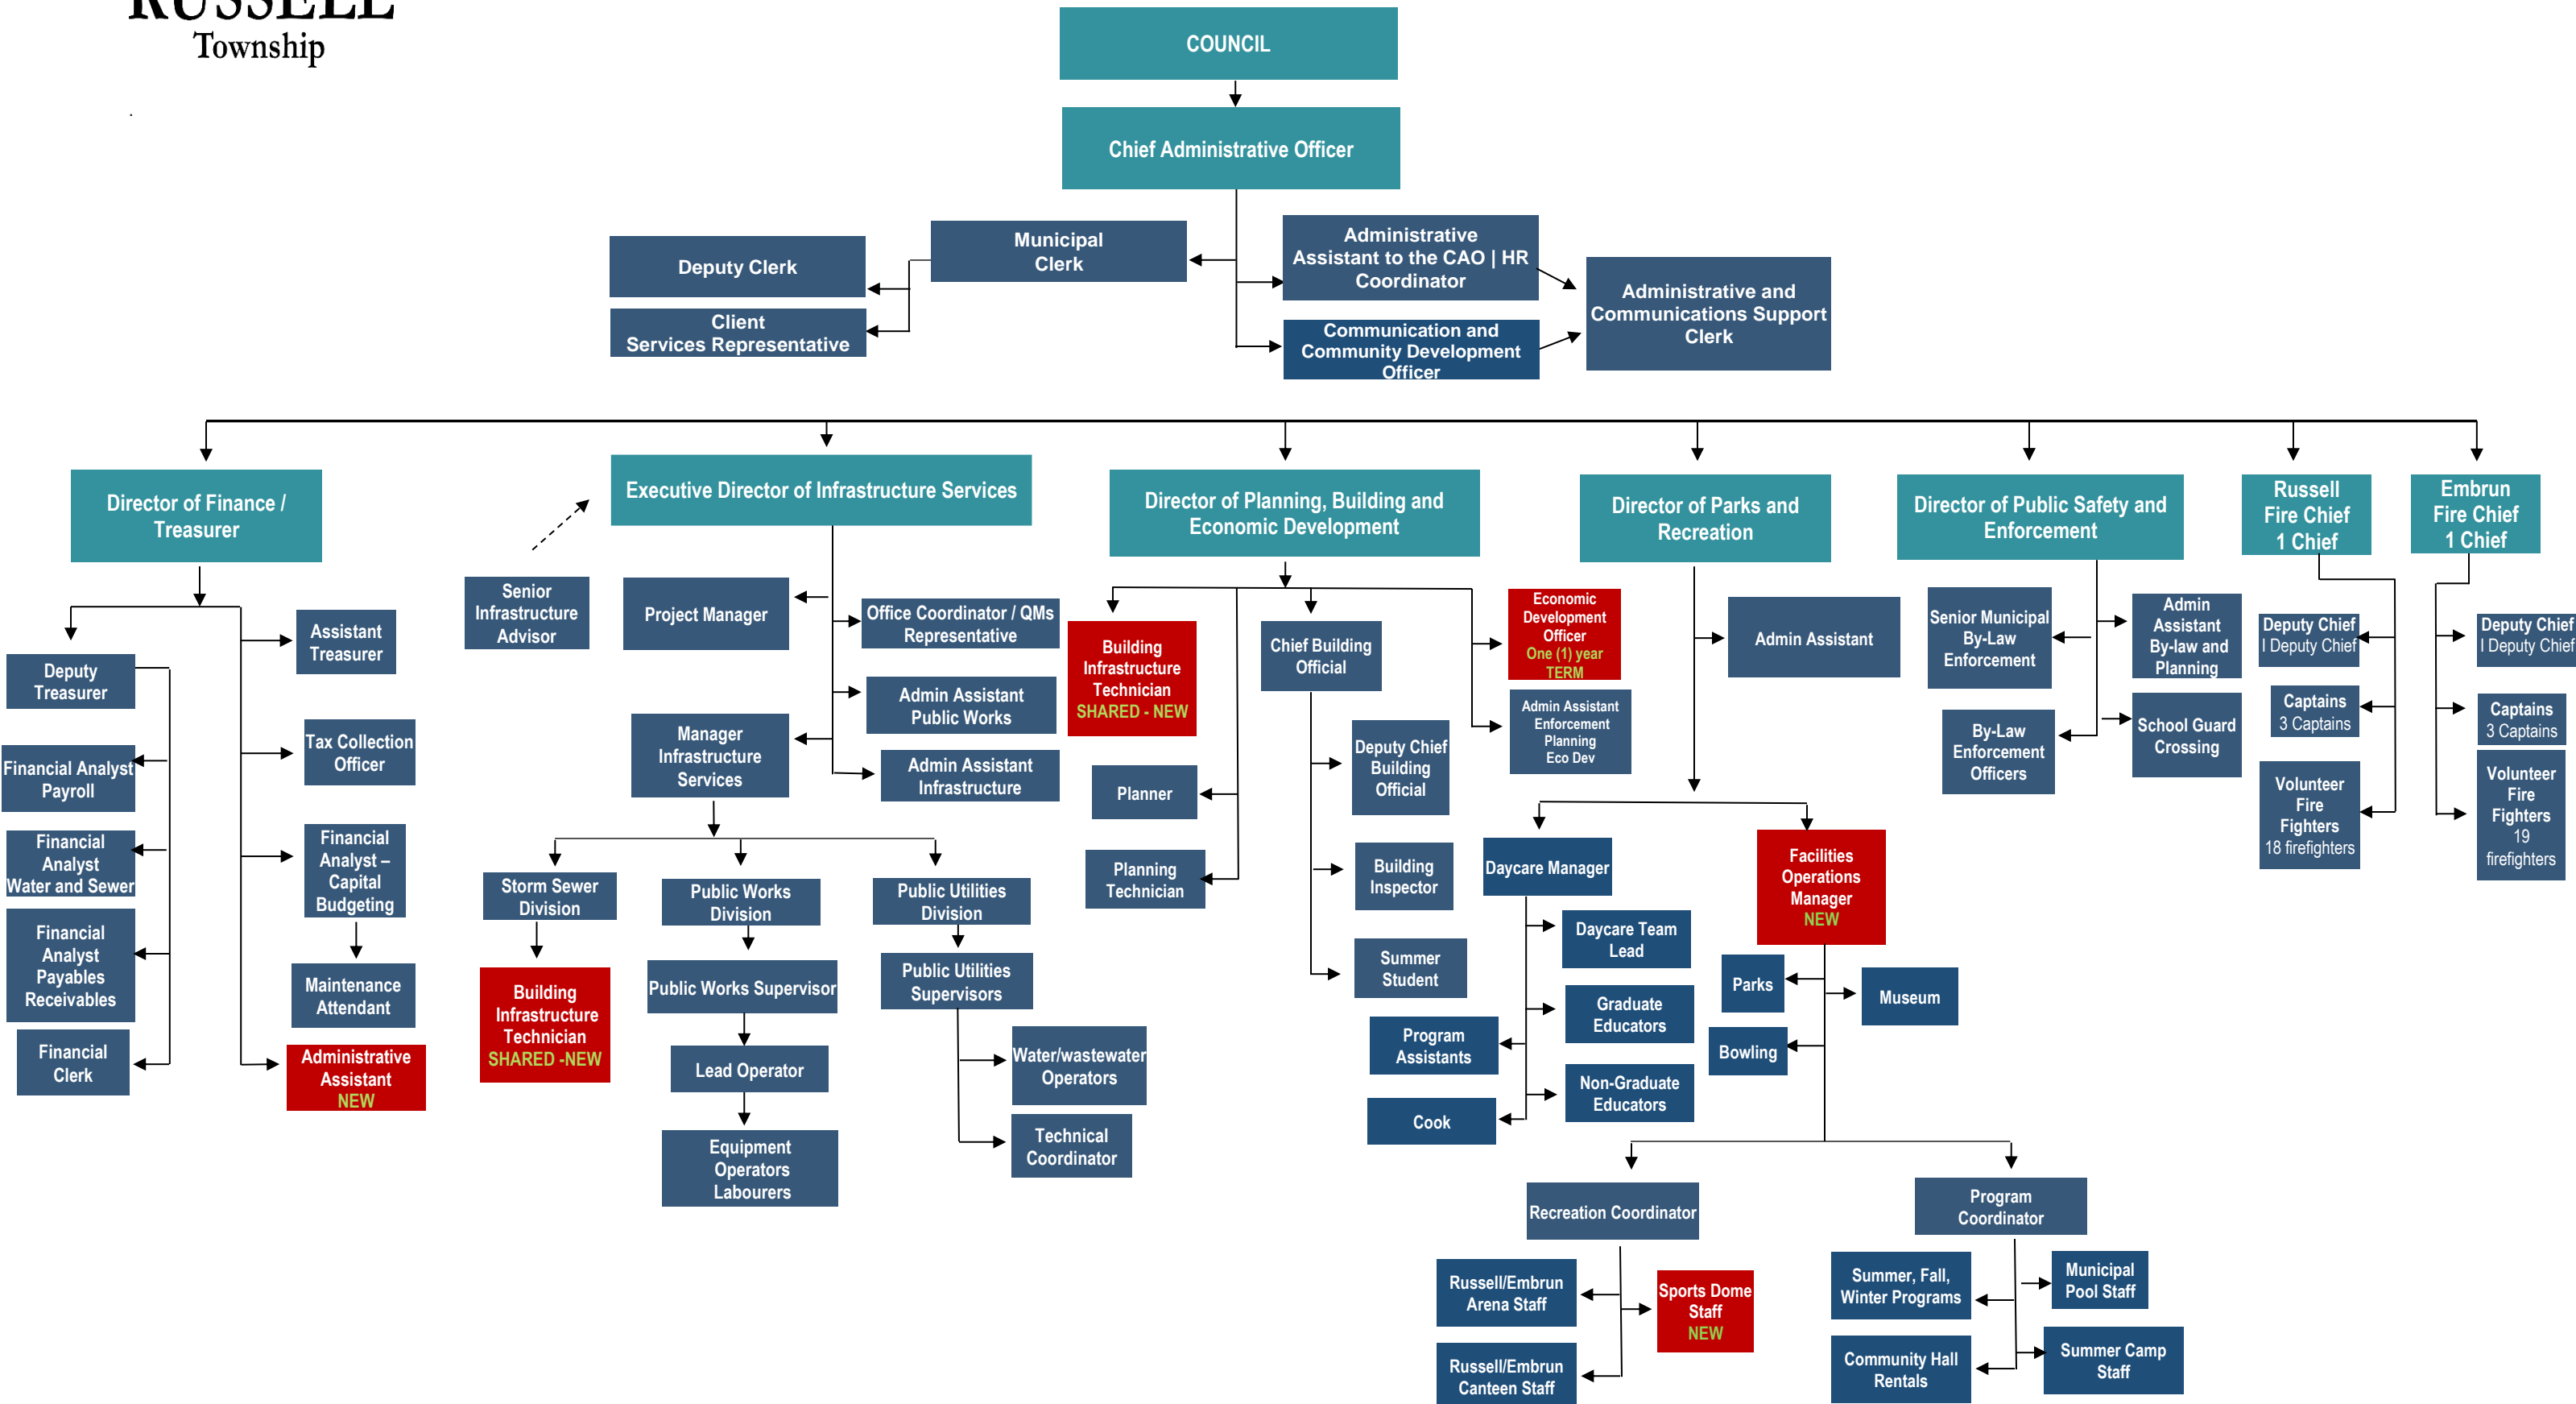 RUSSELL
Township
.
COUNCIL
Chief Administrative Officer
Municipal
Clerk
Deputy Clerk
Client
Services Representative
Administrative
Assistant to the CAO | HR
Coordinator
Communication and
Community Development
Officer
Administrative and
Communications Support
Clerk
Director of Finance /
Treasurer
Executive Director of Infrastructure Services
Director of Planning, Building and
Economic Development
Director of Parks and
Recreation
Director of Public Safety and
Enforcement
Russell
Fire Chief
1 Chief
Embrun
Fire Chief
1 Chief
Deputy
Treasurer
Financial Analyst
Payroll
Financial
Analyst
Water and Sewer
Financial
Analyst
Payables
Receivables
Financial
Clerk
Assistant
Treasurer
Tax Collection
Officer
Financial
Analyst –
Capital
Budgeting
Maintenance
Attendant
Administrative
Assistant
NEW
Senior
Infrastructure
Advisor
Project Manager
Office Coordinator / QMs
Representative
Admin Assistant
Public Works
Manager
Infrastructure
Services
Admin Assistant
Infrastructure
Storm Sewer
Division
Public Works
Division
Public Utilities
Division
Building
Infrastructure
Technician
SHARED -NEW
Public Works Supervisor
Lead Operator
Equipment
Operators
Labourers
Public Utilities
Supervisors
Water/wastewater
Operators
Technical
Coordinator
Building
Infrastructure
Technician
SHARED - NEW
Planner
Planning
Technician
Chief Building
Official
Deputy Chief
Building
Official
Building
Inspector
Summer
Student
Economic
Development
Officer
One (1) year
TERM
Admin Assistant
Enforcement
Planning
Eco Dev
Admin Assistant
Daycare Manager
Daycare Team
Lead
Graduate
Educators
Program
Assistants
Non-Graduate
Educators
Cook
Facilities
Operations
Manager
NEW
Parks
Museum
Bowling
Recreation Coordinator
Russell/Embrun
Arena Staff
Sports Dome
Staff
NEW
Russell/Embrun
Canteen Staff
Program
Coordinator
Summer, Fall,
Winter Programs
Municipal
Pool Staff
Community Hall
Rentals
Summer Camp
Staff
Senior Municipal
By-Law
Enforcement
Admin
Assistant
By-law and
Planning
By-Law
Enforcement
Officers
School Guard
Crossing
Deputy Chief
I Deputy Chief
Captains
3 Captains
Volunteer
Fire
Fighters
18 firefighters
Deputy Chief
I Deputy Chief
Captains
3 Captains
Volunteer
Fire
Fighters
19
firefighters